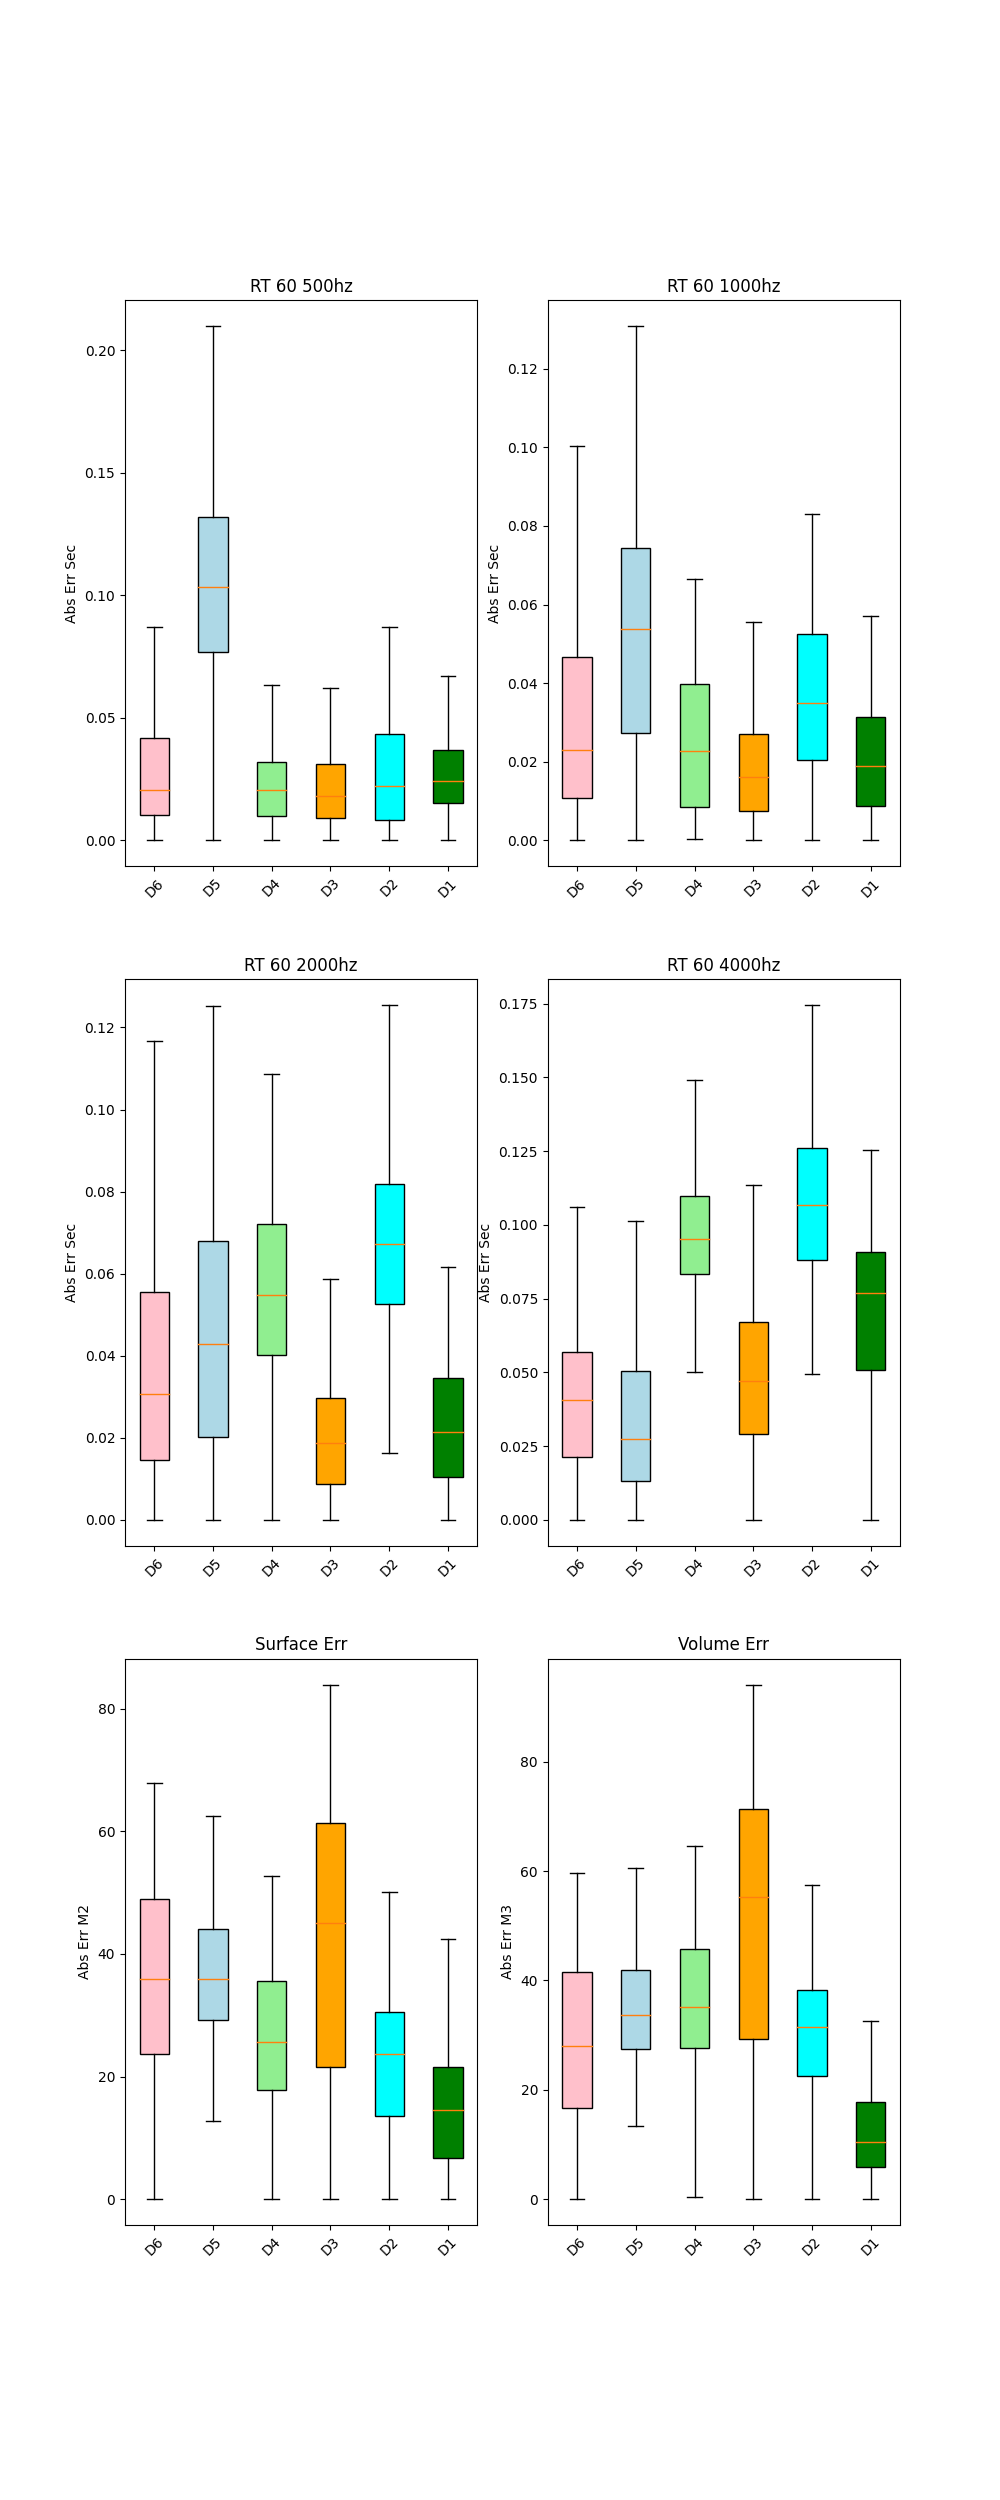 RT 60 500hz
Abs Err Sec
0.20
0.15
0.10
0.05
0.00
D6 D5 D4 D3 D2 D1
RT 60 1000hz
Abs Err Sec
0.12
0.10
0.08
0.06
0.04
0.02
0.00
D6 D5 D4 D3 D2 D1
RT 60 2000hz
Abs Err Sec
0.12
0.10
0.08
0.06
0.04
0.02
0.00
D6 D5 D4 D3 D2 D1
RT 60 4000hz
Abs Err Sec
0.175
0.150
0.125
0.100
0.075
0.050
0.025
0.000
D6 D5 D4 D3 D2 D1
Surface Err
Abs Err M2
80
60
40
20
0
D6 D5 D4 D3 D2 D1
Volume Err
Abs Err M3
80
60
40
20
0
D6 D5 D4 D3 D2 D1